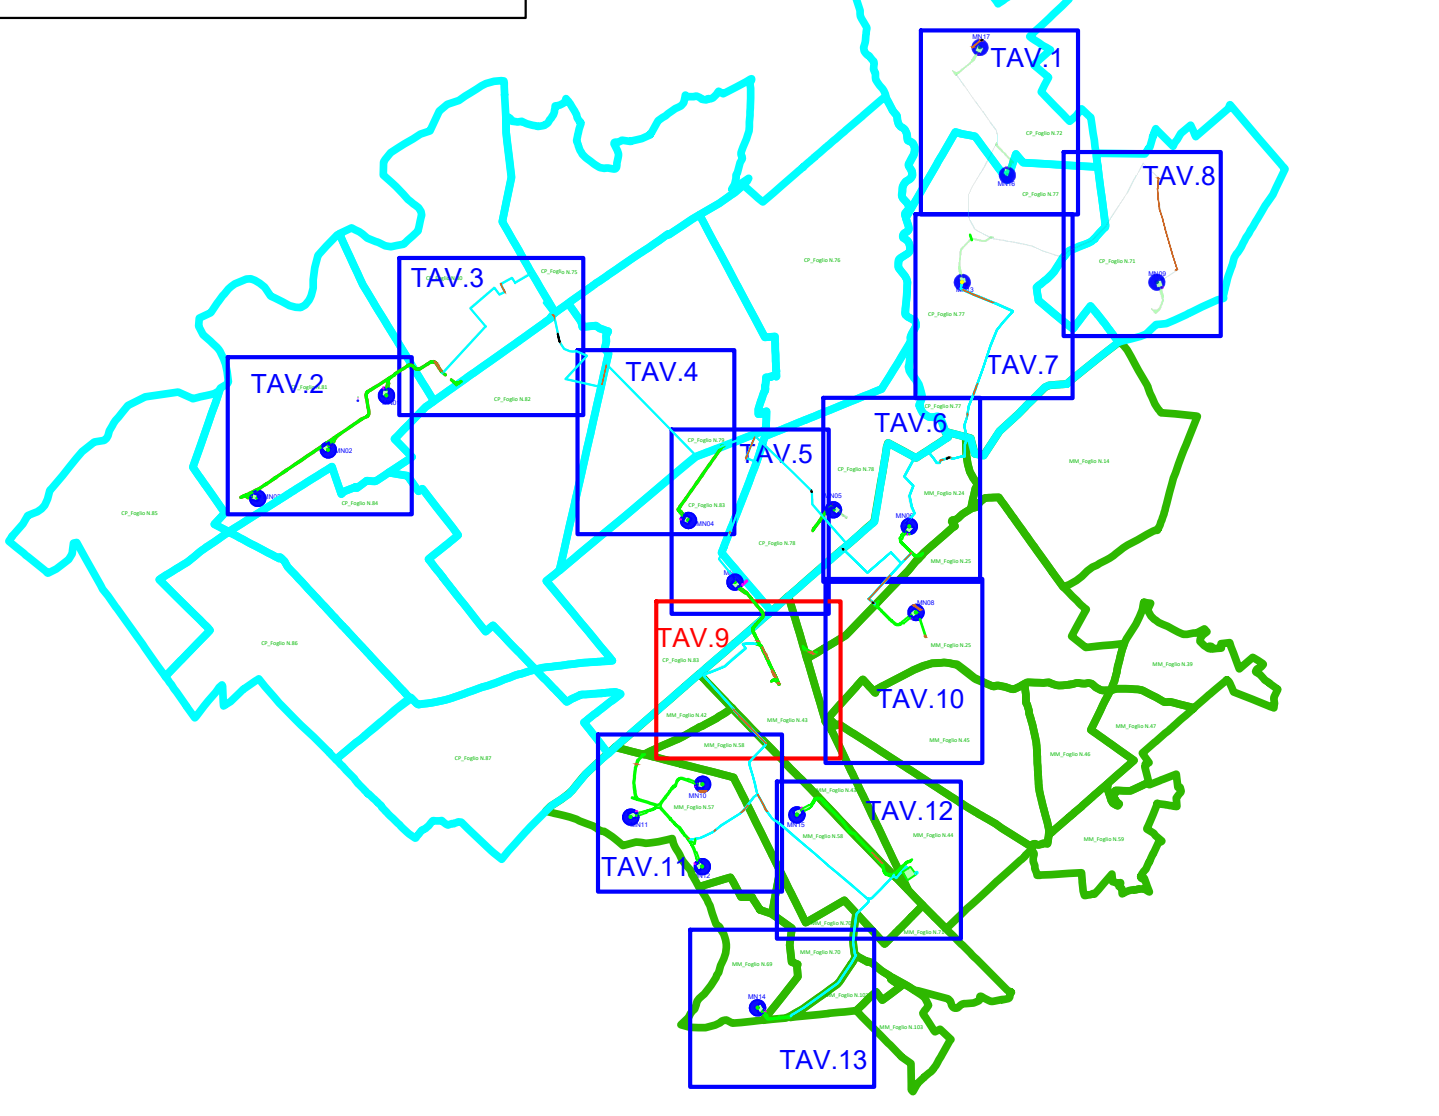 MN17
TAV.1
CP_Foglio N.72
TAV.8
MN16
CP_Foglio N.77
CP_Foglio N.76
CP_Foglio N.71
TAV.3
CP_Foglio N.75
MN09
CP_Foglio N.77
TAV.7
TAV.4
TAV.2
CP_Foglio N.82
CP_Foglio N.77
TAV.6
CP_Foglio N.79
TAV.5
MN02
CP_Foglio N.78
MM_Foglio N.14
MM_Foglio N.24
MN05
CP_Foglio N.84
CP_Foglio N.83
CP_Foglio N.85
MN04
CP_Foglio N.78
MM_Foglio N.25
MN08
TAV.9
CP_Foglio N.86
MM_Foglio N.25
CP_Foglio N.83
MM_Foglio N.39
TAV.10
MM_Foglio N.42
MM_Foglio N.43
MM_Foglio N.47
MM_Foglio N.58
MM_Foglio N.45
MM_Foglio N.46
CP_Foglio N.87
MN10
MM_Foglio N.57
TAV.12
MN11
MN15
MM_Foglio N.58
MM_Foglio N.44
MM_Foglio N.59
TAV.11
MM_Foglio N.69
MM_Foglio N.70
MN14
MM_Foglio N.103
TAV.13